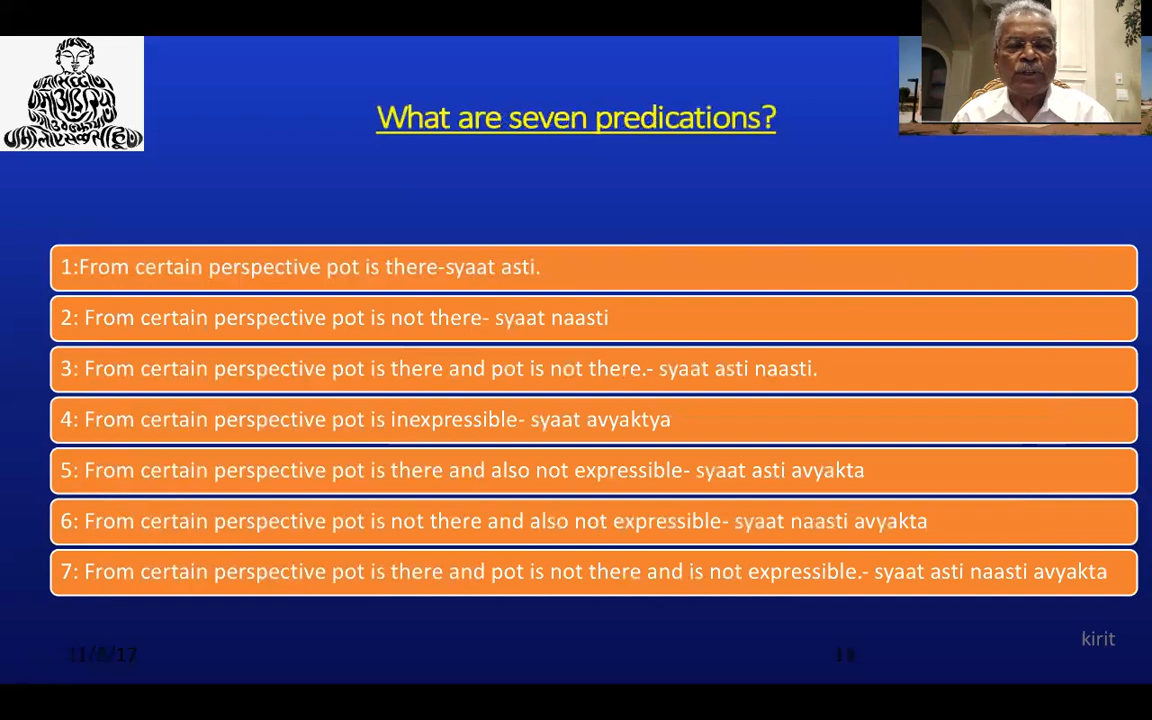 What are seven predications?
1:From certain perspective pot is there-syaat asti.
2: From certain perspective pot is not there- syaat naasti
3: From certain perspective pot is there and pot is not there.- syaat asti naasti.
4: From certain perspective pot is inexpressible- syaat avyaktya
5: From certain perspective pot is there and also not expressible- syaat asti avyakta
6: From certain perspective pot is not there and also not expressible- syaat naasti avyakta
7: From certain perspective pot is there and pot is not there and is not expressible.- syaat asti naasti avyakta
kirit